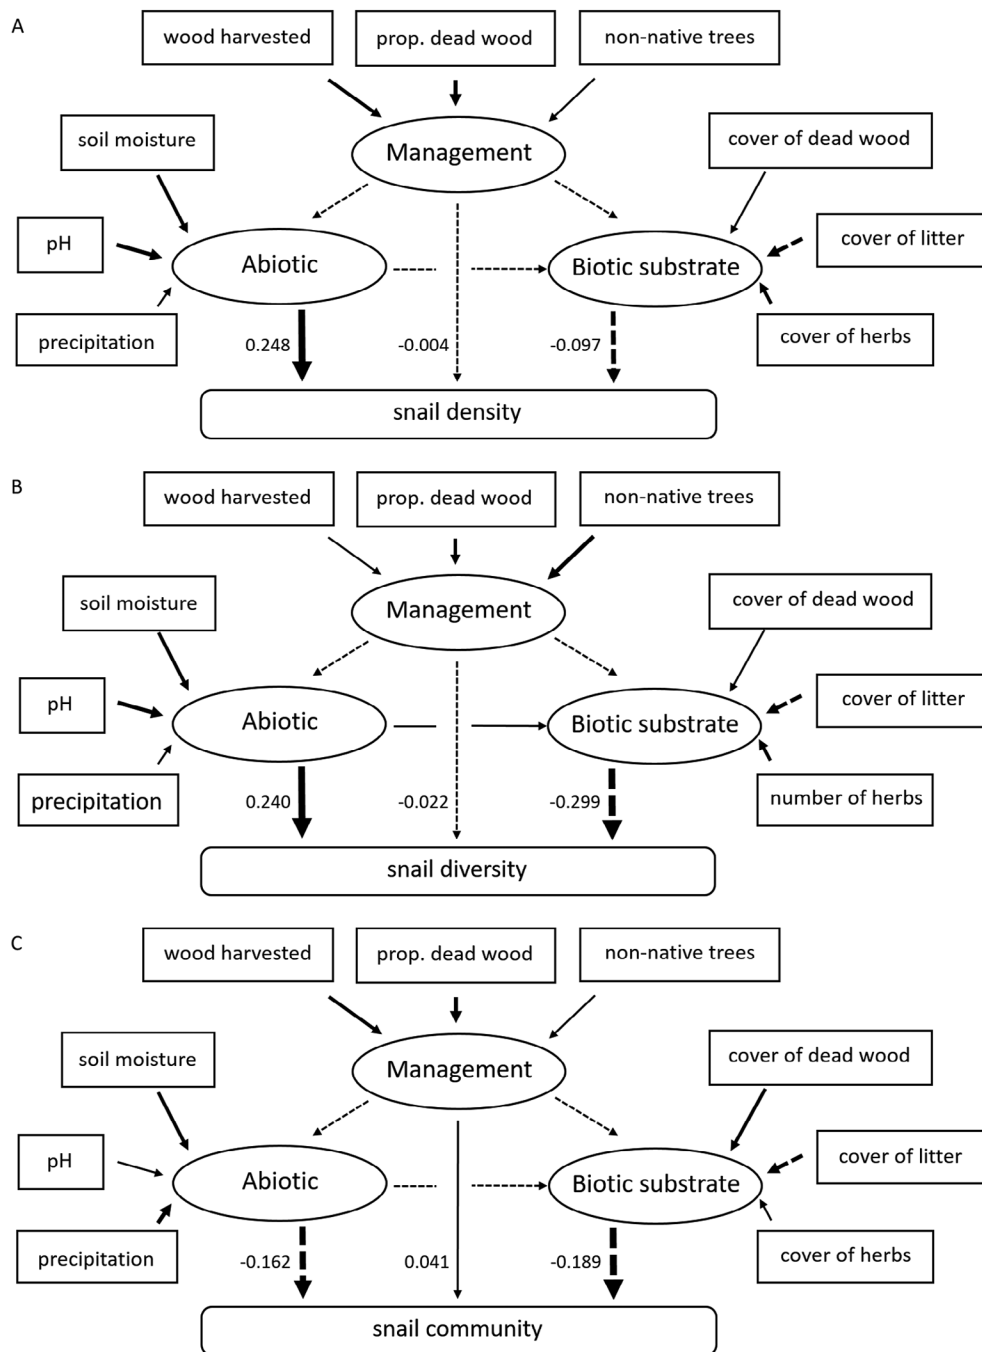 A
wood harvested
prop. dead wood
non-native trees
soil moisture
Management
cover of dead wood
pH
Abiotic
Biotic substrate
cover of litter
precipitation
0.248
-0.004
-0.097
cover of herbs
snail density
B
wood harvested
prop. dead wood
non-native trees
soil moisture
Management
cover of dead wood
pH
Abiotic
Biotic substrate
cover of litter
precipitation
0.240
-0.022
-0.299
number of herbs
snail diversity
C
wood harvested
prop. dead wood
non-native trees
soil moisture
Management
cover of dead wood
pH
Abiotic
Biotic substrate
cover of litter
precipitation
-0.162
0.041
-0.189
cover of herbs
snail community